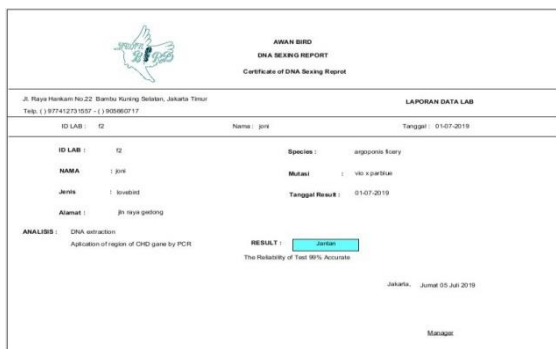 AWAN BIRD
DNA SEXING REPORT
Certificate of DNA Sexing Reprot
Jl. Raya Hankam No.22 Bambu Kuning Selatan, Jakarta Timur
Telp. ( ) 977412731557 - ( ) 905660717
LAPORAN DATA LAB
ID LAB : f2 Nama : joni Tanggal : 01-07-2019
ID LAB : f2 Species : argoponis ficery
NAMA : joni Mutasi : vio x parblue
Jenis : lovebird Tanggal Result : 01-07-2019
Alamat : jln raya gedong
ANALISIS : DNA extraction
Aplication of region of CHD gane by PCR RESULT : Jantan
The Reliability of Test 99% Accurate
Jakarta, Jumat 05 Juli 2019
Manager